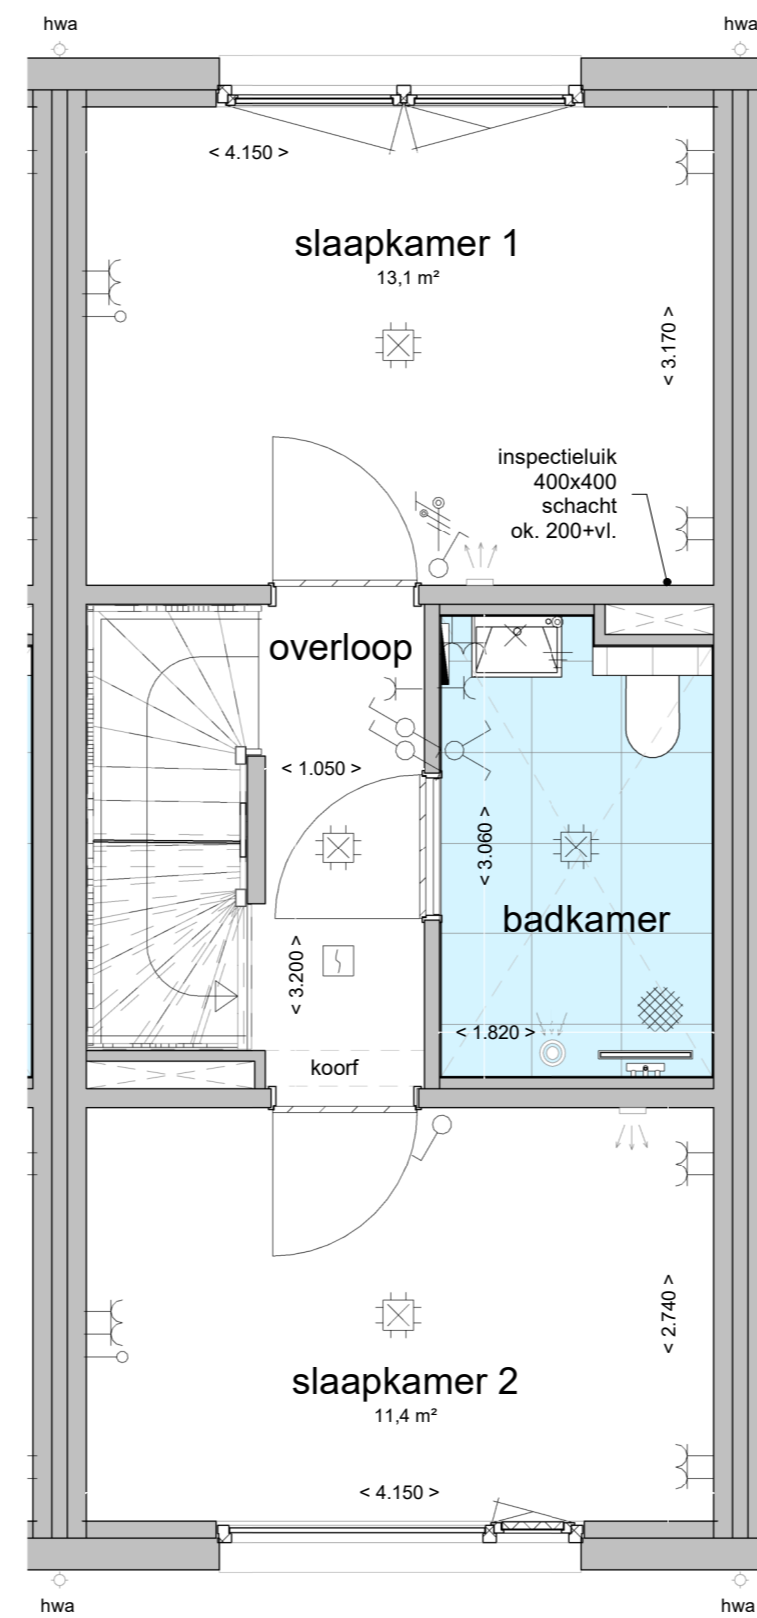 hwa
hwa
< 4.150 >
slaapkamer 1
13,1 m²
< 3.170 >
inspectieluik
400x400
schacht
ok. 200+vl.
overloop
< 1.050 >
< 3.060 >
badkamer
< 3.200 >
< 1.820 >
koorf
< 2.740 >
slaapkamer 2
11,4 m²
< 4.150 >
hwa
hwa